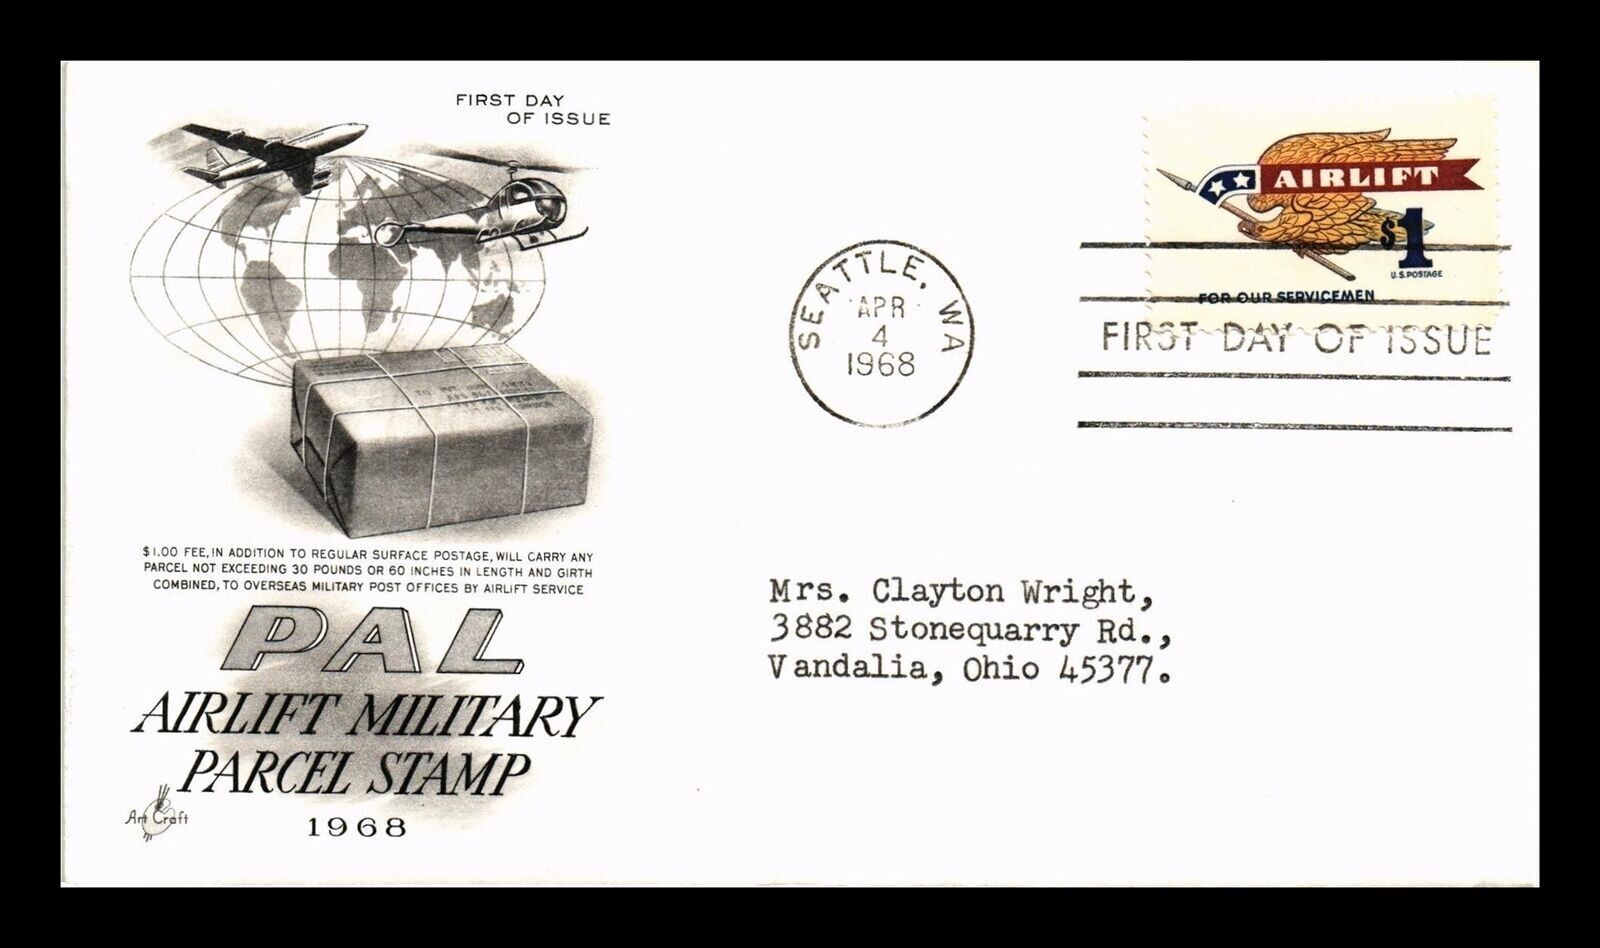 FIRST DAY
OF ISSUE
$1.00 FEE, IN ADDITION TO REGULAR SURFACE POSTAGE, WILL CARRY ANY
PARCEL NOT EXCEEDING 30 POUNDS OR 60 INCHES IN LENGTH AND GIRTH
COMBINED, TO OVERSEAS MILITARY POST OFFICES BY AIRLIFT SERVICE
PAL
AIRLIFT MILITARY
PARCEL STAMP
1968
Art Craft
SEATTLE, WA
APR
4
1968
AIRLIFT
$1
U.S. POSTAGE
FOR OUR SERVICEMEN
FIRST DAY OF ISSUE
Mrs. Clayton Wright,
3882 Stonequarry Rd.,
Vandalia, Ohio 45377.